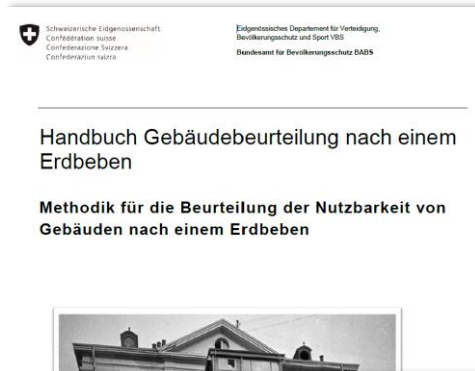 Schweizerische Eidgenossenschaft
Confédération suisse
Confederazione Svizzera
Confederaziun svizra
Eidgenössisches Departement für Verteidigung,
Bevölkerungsschutz und Sport VBS
Bundesamt für Bevölkerungsschutz BABS
Handbuch Gebäudebeurteilung nach einem
Erdbeben
Methodik für die Beurteilung der Nutzbarkeit von
Gebäuden nach einem Erdbeben